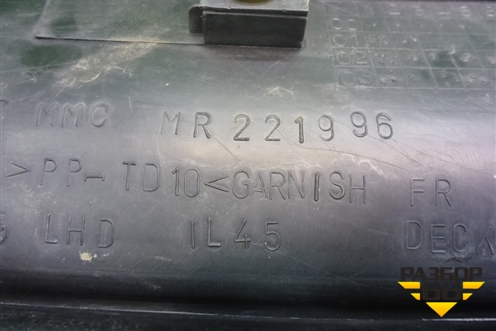 MMC MR221996
>PP-TD10<GARNISH FR
LHD IL45 DECK
РАЗБОР